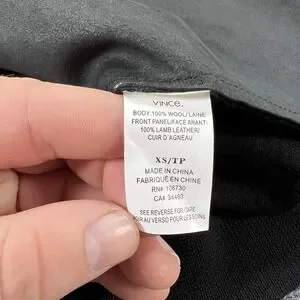 VINCE.
BODY:100% WOOL/LAINE
FRONT PANEL/FACE AVANT:
100% LAMB LEATHER/
CUIR D'AGNEAU
XS/TP
MADE IN CHINA
FABRIQUÉ EN CHINE
RN# 106730
CA# 34493
SEE REVERSE FOR CARE
VOIR AU VERSO POUR LES SOINS